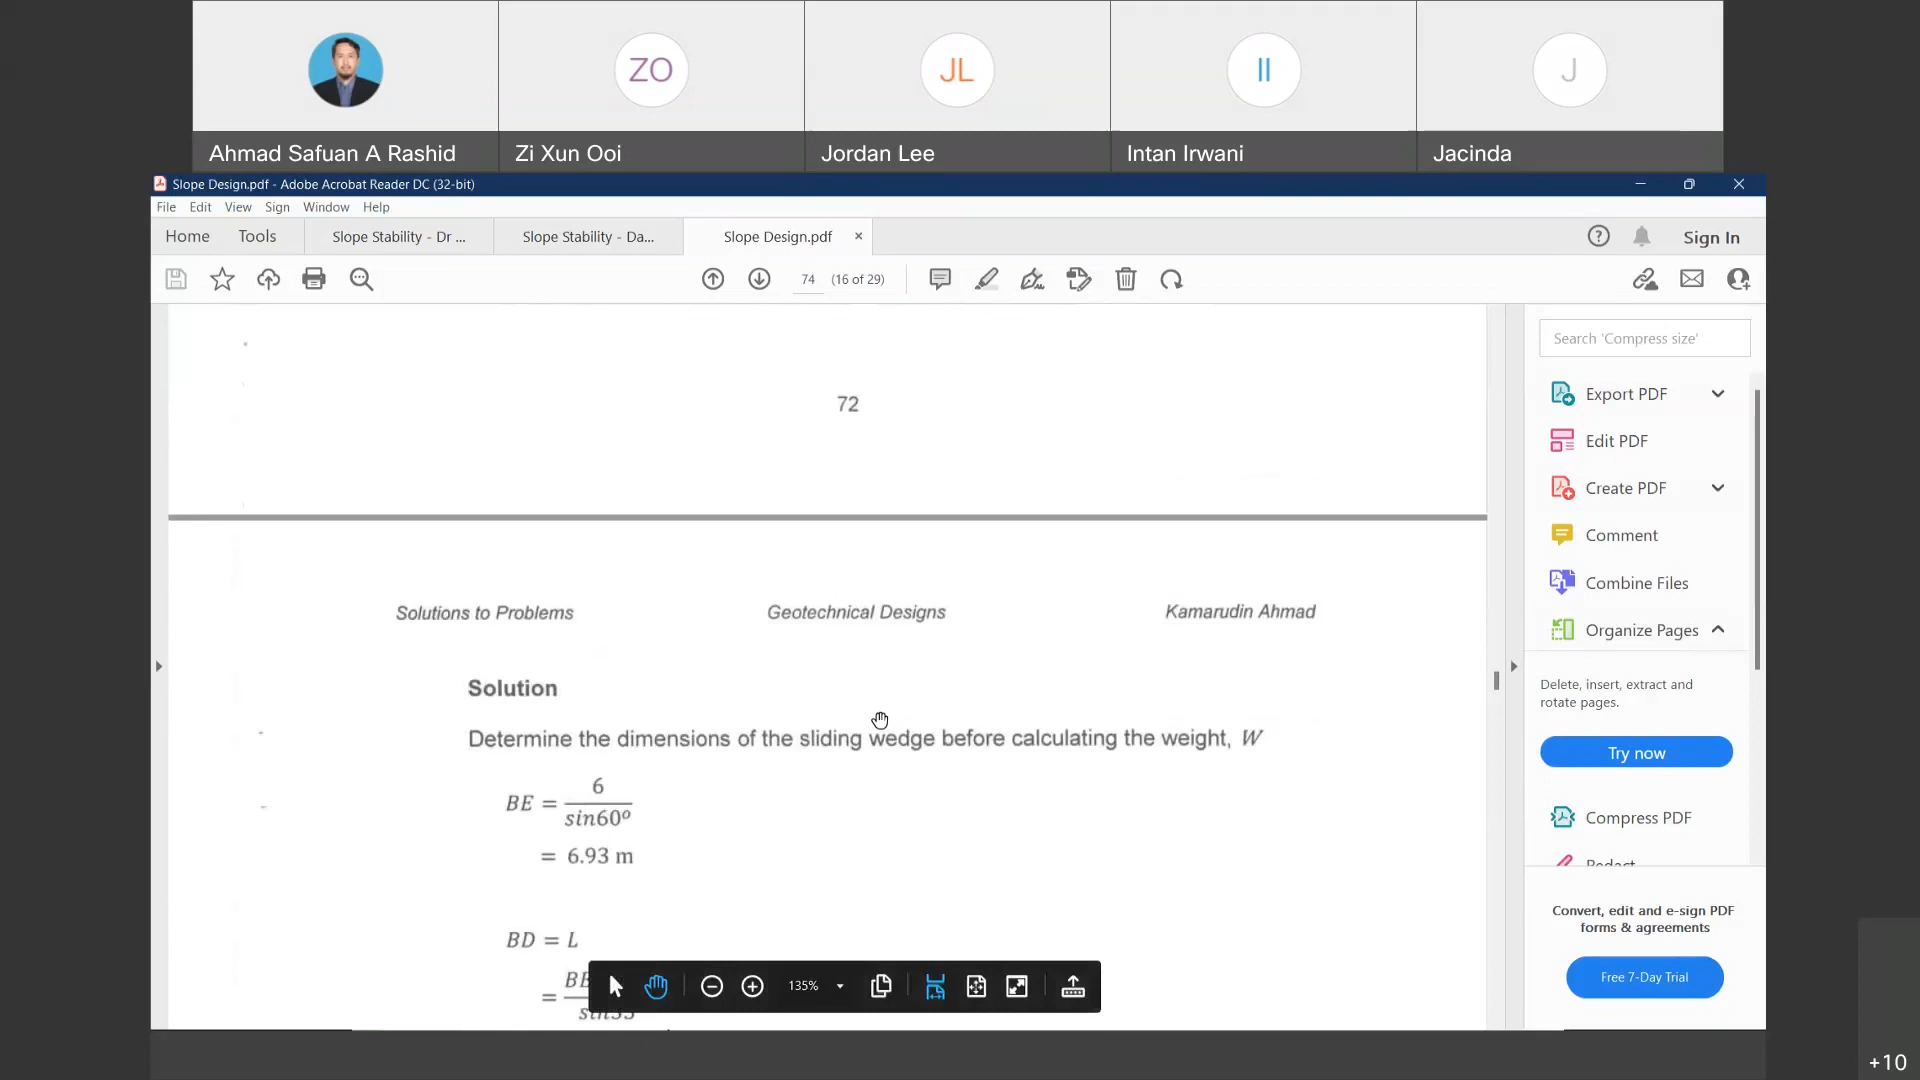 ZO
JL
II
J
Ahmad Safuan A Rashid
Zi Xun Ooi
Jordan Lee
Intan Irwani
Jacinda
Slope Design.pdf - Adobe Acrobat Reader DC (32-bit)
File Edit View Sign Window Help
Home Tools Slope Stability - Dr ... Slope Stability - Da... Slope Design.pdf × Sign In
74 (16 of 29)
72
Solutions to Problems Geotechnical Designs Kamarudin Ahmad
Solution
Determine the dimensions of the sliding wedge before calculating the weight, W
BE = 6
sin60°
= 6.93 m
BD = L
=
135%
Search 'Compress size'
Export PDF
Edit PDF
Create PDF
Comment
Combine Files
Organize Pages
Delete, insert, extract and
rotate pages.
Try now
Compress PDF
Redact
Convert, edit and e-sign PDF
forms & agreements
Free 7-Day Trial
+10